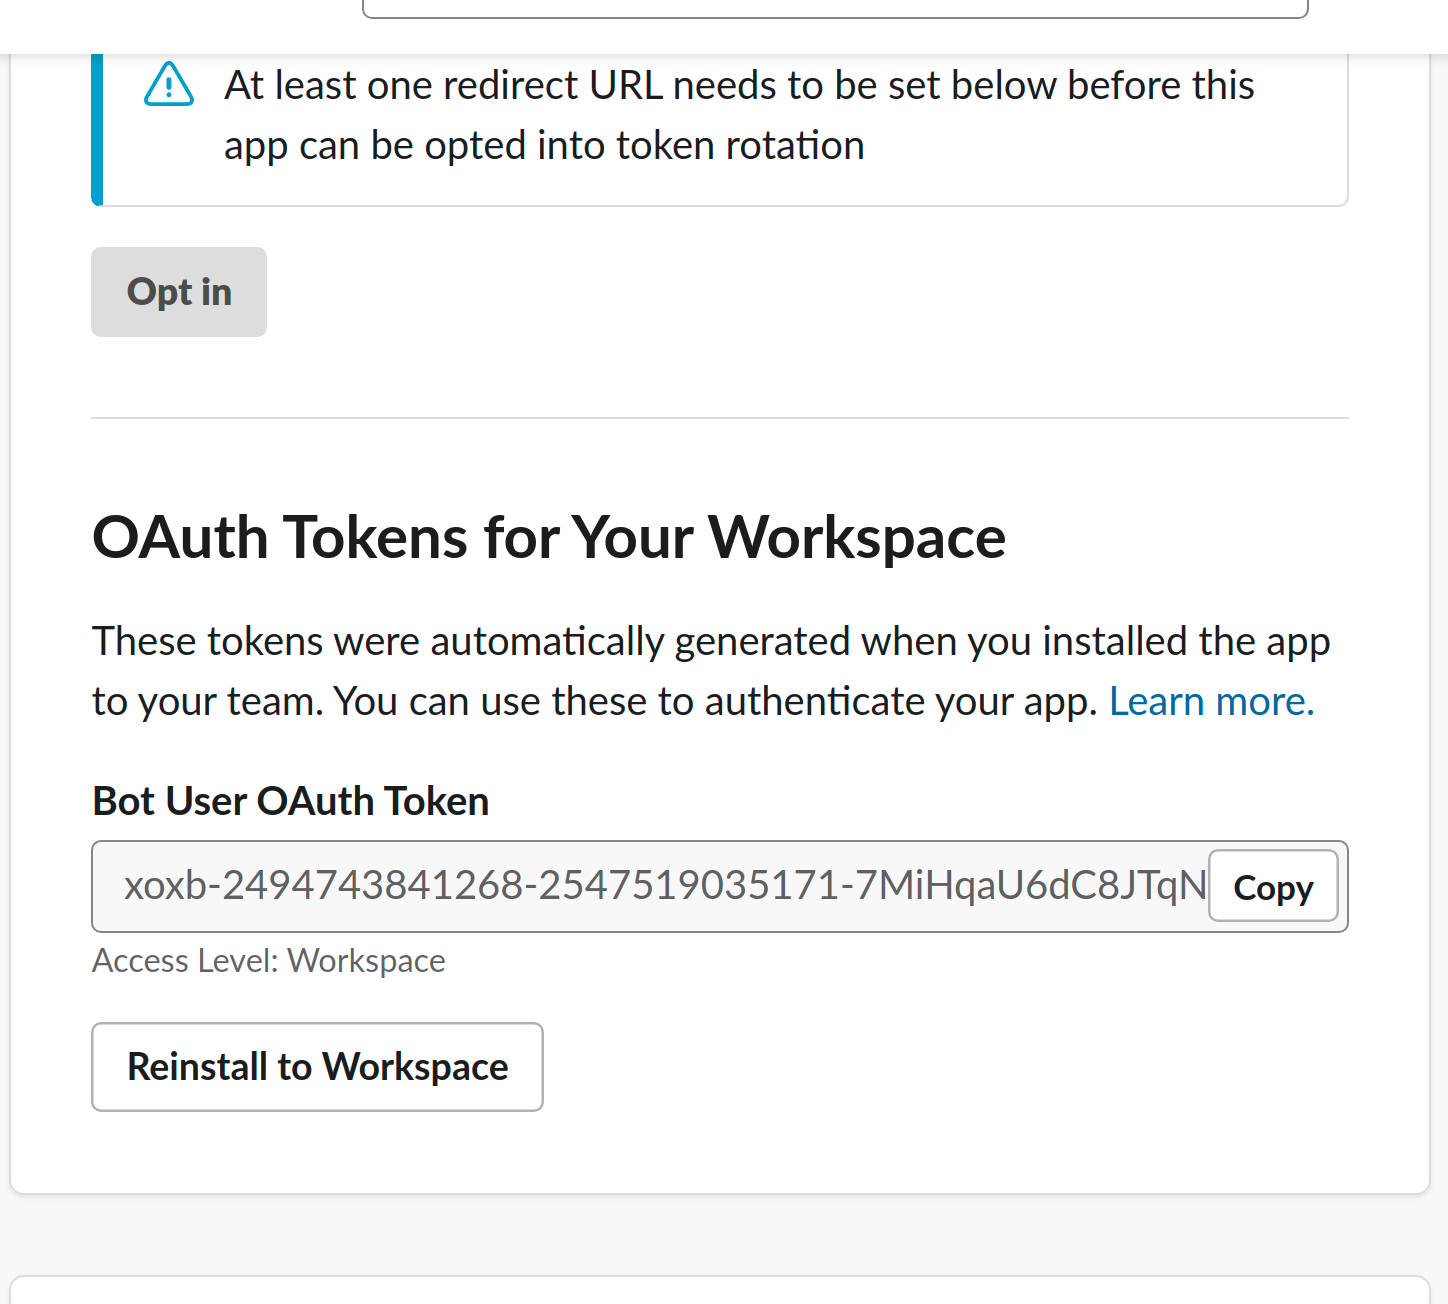 At least one redirect URL needs to be set below before this
app can be opted into token rotation
Opt in
OAuth Tokens for Your Workspace
These tokens were automatically generated when you installed the app
to your team. You can use these to authenticate your app. Learn more.
Bot User OAuth Token
xoxb-2494743841268-2547519035171-7MiHqaU6dC8JTqN
Copy
Access Level: Workspace
Reinstall to Workspace